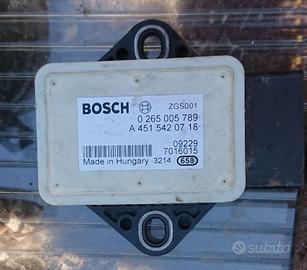 BOSCH ZGS001
0 265 005 789
A 451 542 07 18
09229
7016015
Made in Hungary 3214 658
subito